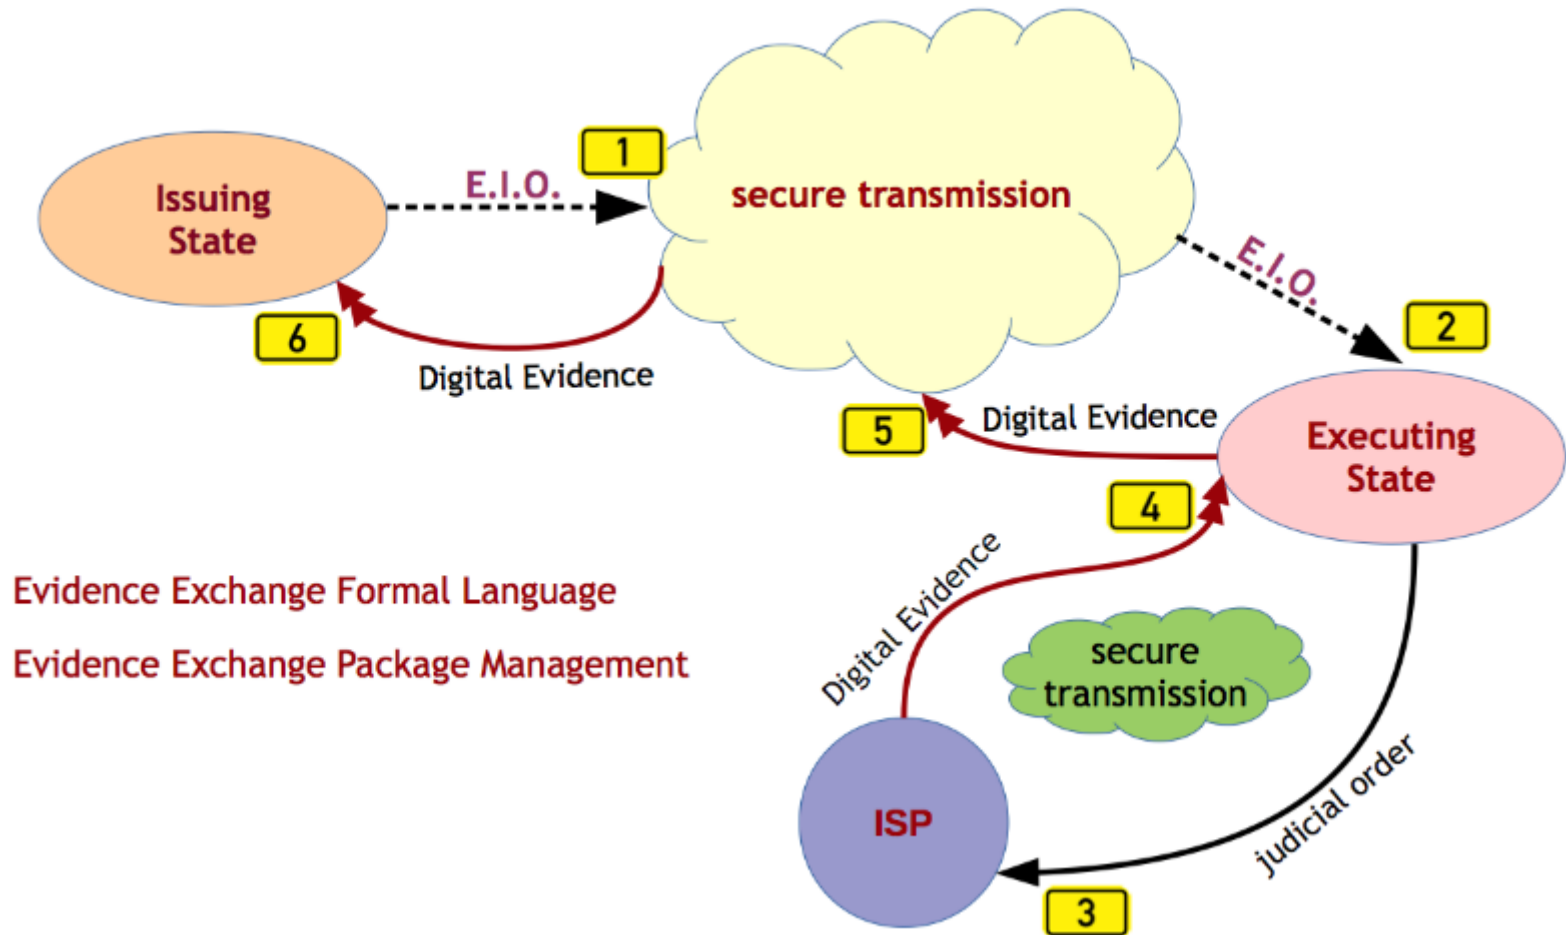 1
E.I.O.
Issuing
State
secure transmission
E.I.O.
2
6
Digital Evidence
5
Digital Evidence
Executing
State
4
Digital Evidence
Evidence Exchange Formal Language
Evidence Exchange Package Management
secure
transmission
judicial order
ISP
3